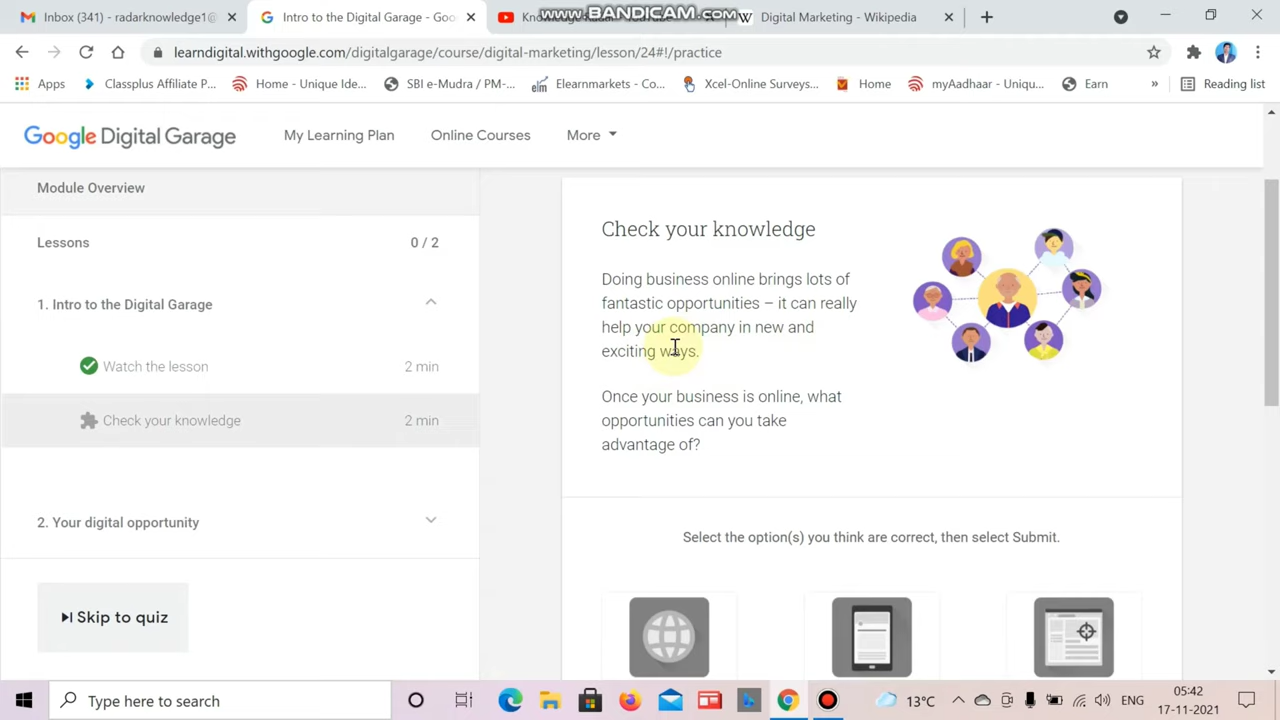 Inbox (341) - radarknowledge1@
Intro to the Digital Garage - Goo
WWW.BANDICAM.COM
W Digital Marketing - Wikipedia
learndigital.withgoogle.com/digitalgarage/course/digital-marketing/lesson/24#!/practice
Apps
Classplus Affiliate P...
Home - Unique Ide...
SBI e-Mudra / PM-...
Elearnmarkets - Co...
Xcel-Online Surveys...
Home
myAadhaar - Uniqu...
Earn
»
Reading list
Google Digital Garage
My Learning Plan
Online Courses
More
Module Overview
Lessons 0 / 2
1. Intro to the Digital Garage
Watch the lesson 2 min
Check your knowledge 2 min
2. Your digital opportunity
Skip to quiz
Check your knowledge
Doing business online brings lots of
fantastic opportunities – it can really
help your company in new and
exciting ways.
Once your business is online, what
opportunities can you take
advantage of?
Select the option(s) you think are correct, then select Submit.
Type here to search
13°C
ENG
05:42
17-11-2021